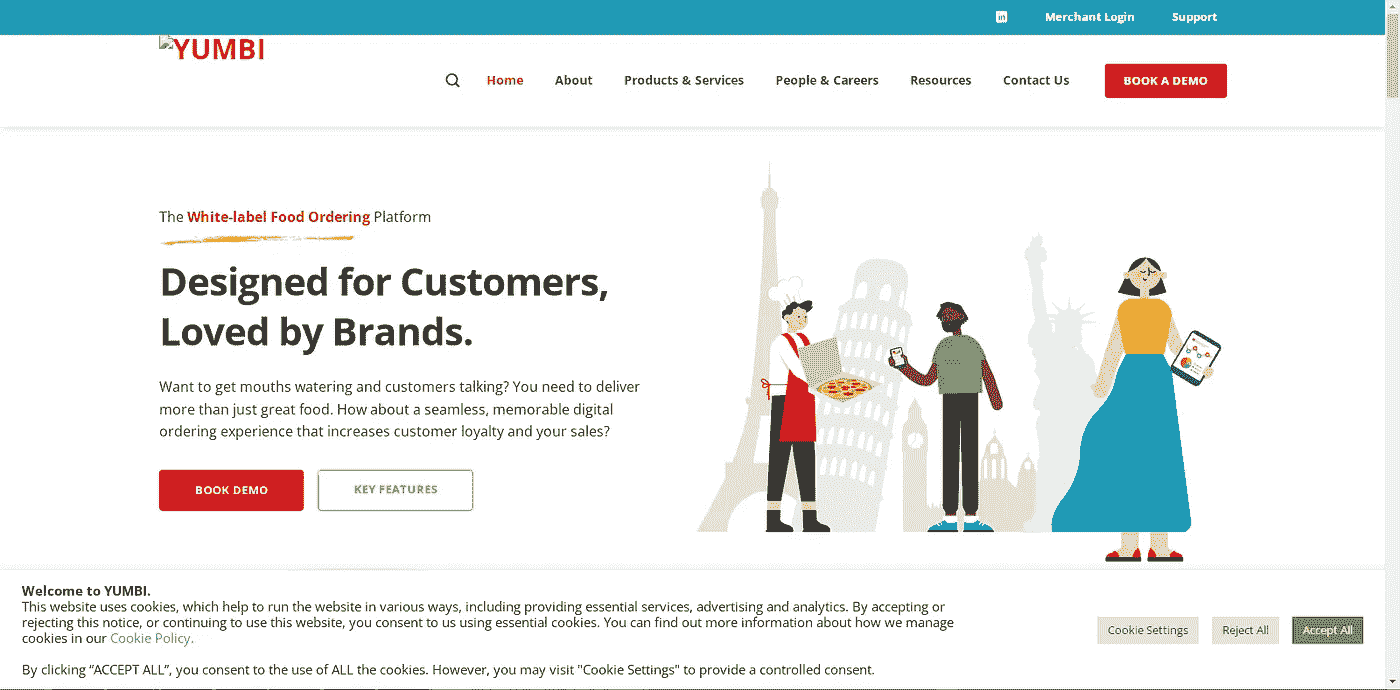 in
Merchant Login
Support
YUMBI
Home
About
Products & Services
People & Careers
Resources
Contact Us
BOOK A DEMO
The White-label Food Ordering Platform
Designed for Customers,
Loved by Brands.
Want to get mouths watering and customers talking? You need to deliver
more than just great food. How about a seamless, memorable digital
ordering experience that increases customer loyalty and your sales?
BOOK DEMO
KEY FEATURES
Welcome to YUMBI.
This website uses cookies, which help to run the website in various ways, including providing essential services, advertising and analytics. By accepting or
rejecting this notice, or continuing to use this website, you consent to us using essential cookies. You can find out more information about how we manage
cookies in our Cookie Policy.
By clicking “ACCEPT ALL”, you consent to the use of ALL the cookies. However, you may visit "Cookie Settings" to provide a controlled consent.
Cookie Settings
Reject All
Accept All